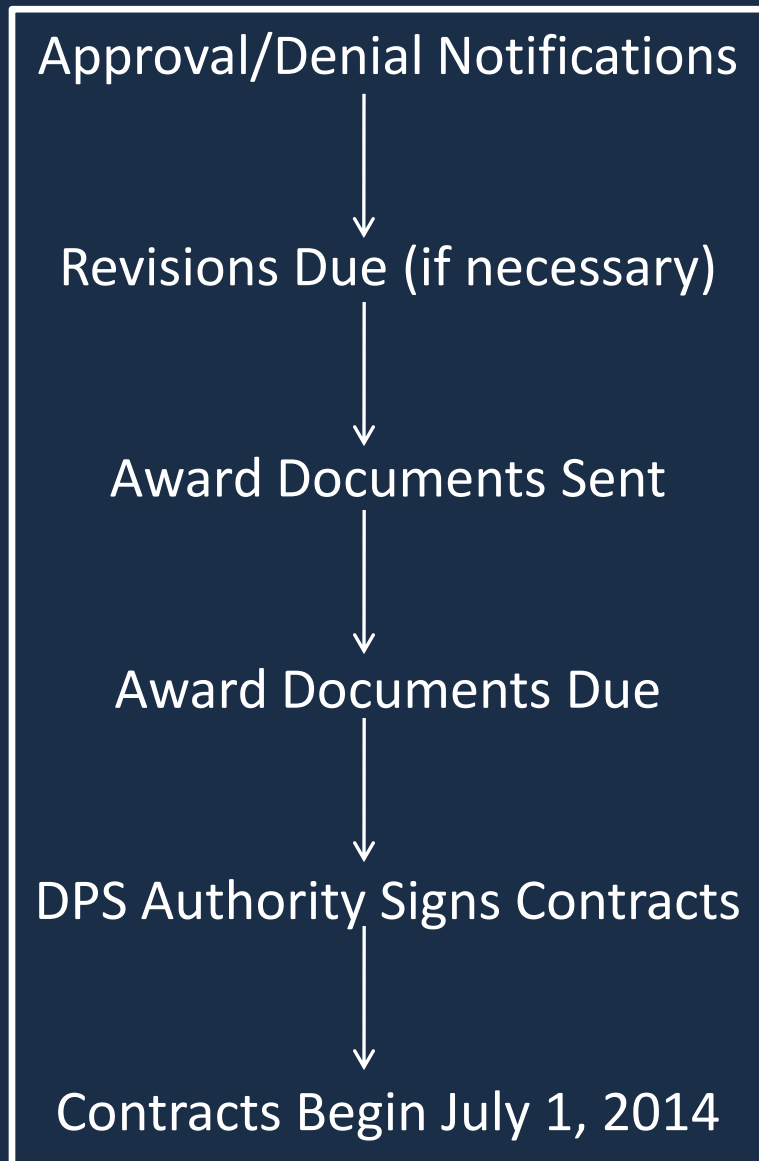 Approval/Denial Notifications
Revisions Due (if necessary)
Award Documents Sent
Award Documents Due
DPS Authority Signs Contracts
Contracts Begin July 1, 2014